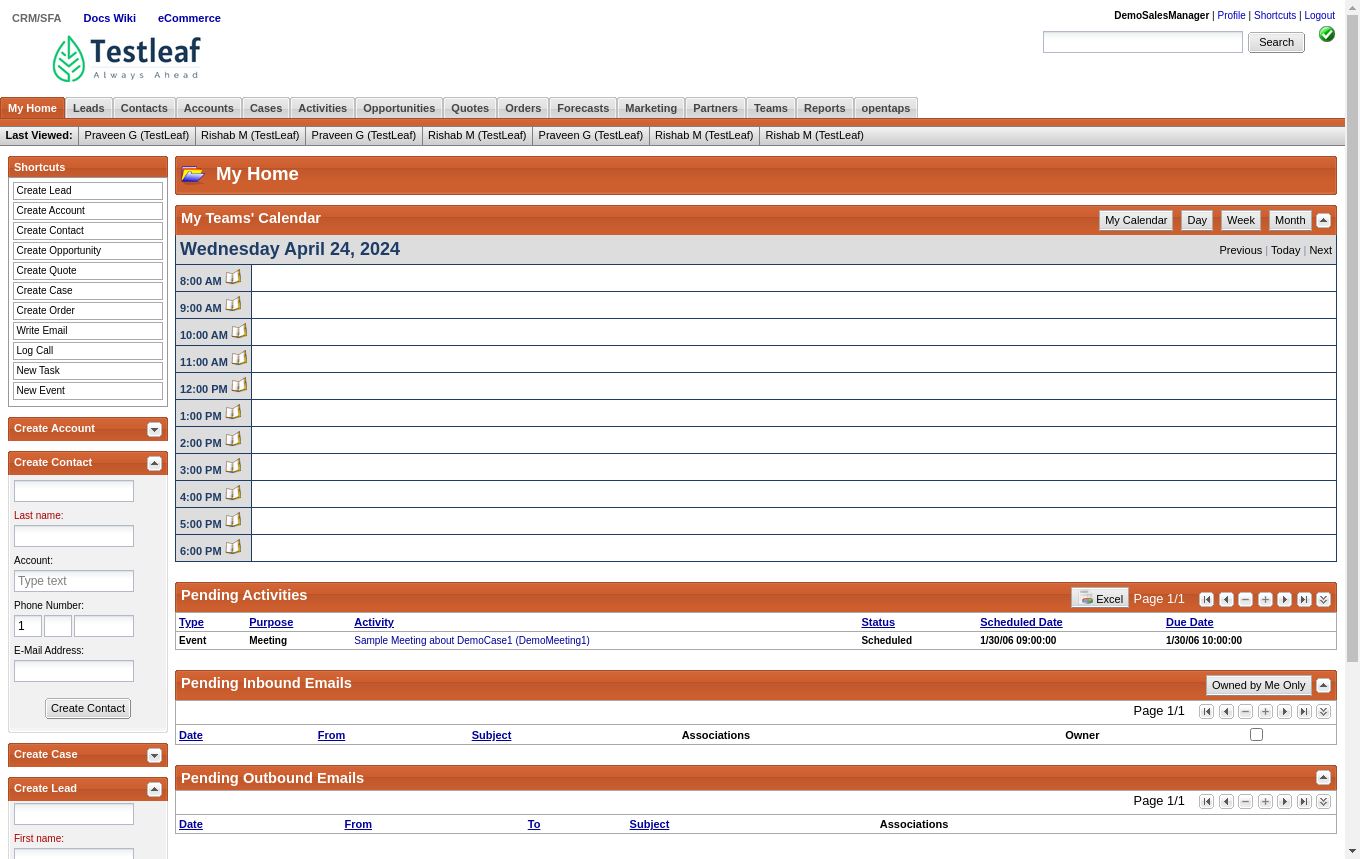 CRM/SFA Docs Wiki eCommerce
DemoSalesManager | Profile | Shortcuts | Logout
Testleaf
Always Ahead
Search
My Home Leads Contacts Accounts Cases Activities Opportunities Quotes Orders Forecasts Marketing Partners Teams Reports opentaps
Last Viewed: Praveen G (TestLeaf) Rishab M (TestLeaf) Praveen G (TestLeaf) Rishab M (TestLeaf) Praveen G (TestLeaf) Rishab M (TestLeaf) Rishab M (TestLeaf)
Shortcuts
Create Lead
Create Account
Create Contact
Create Opportunity
Create Quote
Create Case
Create Order
Write Email
Log Call
New Task
New Event
Create Account
Create Contact
Last name:
Account:
Type text
Phone Number:
1
E-Mail Address:
Create Contact
Create Case
Create Lead
First name:
My Home
My Teams' Calendar My Calendar Day Week Month
Wednesday April 24, 2024 Previous | Today | Next
8:00 AM
9:00 AM
10:00 AM
11:00 AM
12:00 PM
1:00 PM
2:00 PM
3:00 PM
4:00 PM
5:00 PM
6:00 PM
Pending Activities Excel Page 1/1
Type Purpose Activity Status Scheduled Date Due Date
Event Meeting Sample Meeting about DemoCase1 (DemoMeeting1) Scheduled 1/30/06 09:00:00 1/30/06 10:00:00
Pending Inbound Emails Owned by Me Only
Page 1/1
Date From Subject Associations Owner
Pending Outbound Emails
Page 1/1
Date From To Subject Associations